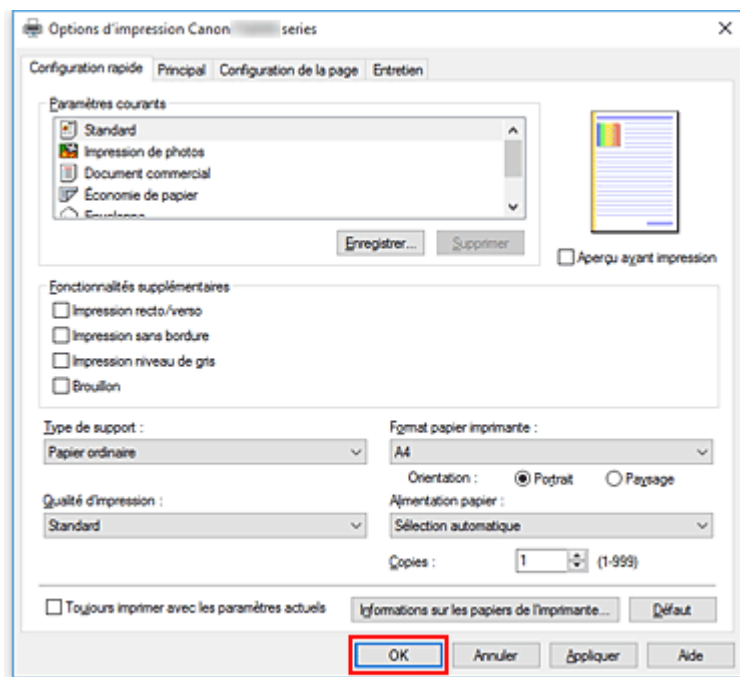 Options d'impression Canon series
Configuration rapide Principal Configuration de la page Entretien
Paramètres courants
Standard
Impression de photos
Document commercial
Économie de papier
Enregistrer... Supprimer
Aperçu avant impression
Fonctionnalités supplémentaires
Impression recto/verso
Impression sans bordure
Impression niveau de gris
Brouillon
Type de support : Format papier imprimante :
Papier ordinaire A4
Orientation : Portrait Paysage
Qualité d'impression : Alimentation papier :
Standard Sélection automatique
Copies : 1 (1-999)
Toujours imprimer avec les paramètres actuels Informations sur les papiers de l'imprimante... Défaut
OK Annuler Appliquer Aide